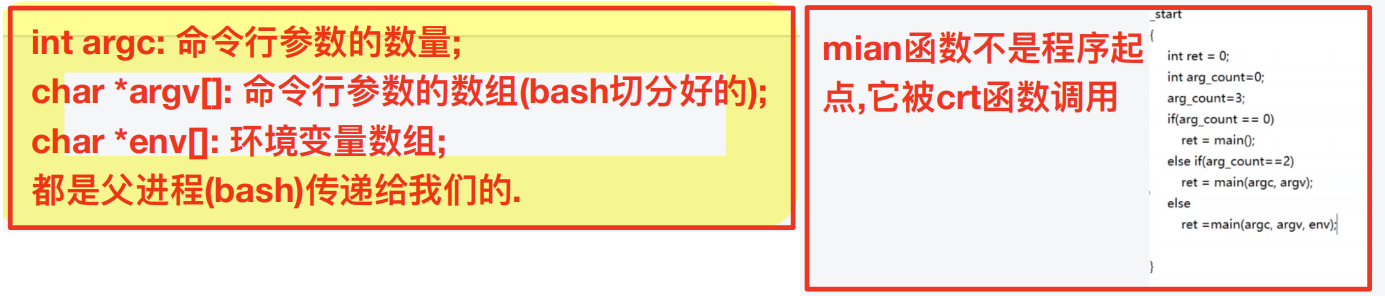 int argc: 命令行参数的数量;
char *argv[]: 命令行参数的数组(bash切分好的);
char *env[]: 环境变量数组;
都是父进程(bash)传递给我们的.
mian函数不是程序起
点,它被crt函数调用
_start
{
int ret = 0;
int arg_count=0;
arg_count=3;
if(arg_count == 0)
ret = main();
else if(arg_count==2)
ret = main(argc, argv);
else
ret =main(argc, argv, env);
}